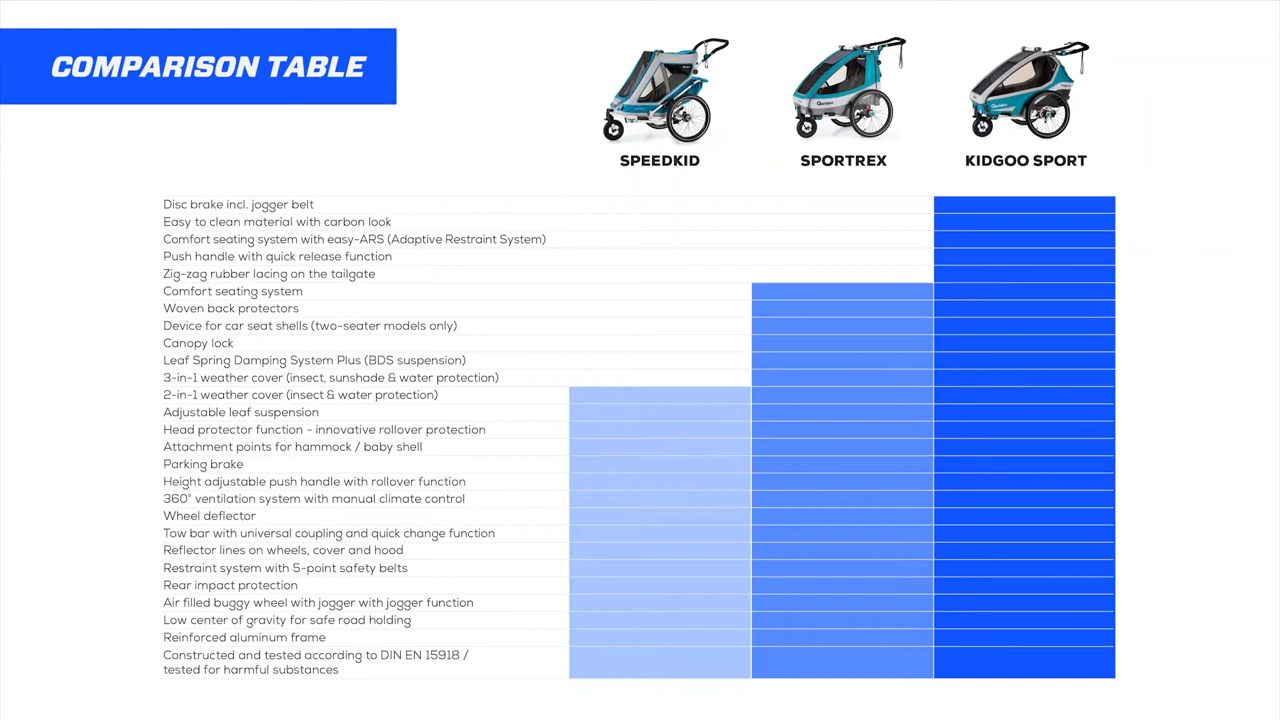 COMPARISON TABLE
SPEEDKID
SPORTREX
KIDGOO SPORT
Disc brake incl. jogger belt
Easy to clean material with carbon look
Comfort seating system with easy-ARS (Adaptive Restraint System)
Push handle with quick release function
Zig-zag rubber lacing on the tailgate
Comfort seating system
Woven back protectors
Device for car seat shells (two-seater models only)
Canopy lock
Leaf Spring Damping System Plus (BDS suspension)
3-in-1 weather cover (insect, sunshade & water protection)
2-in-1 weather cover (insect & water protection)
Adjustable leaf suspension
Head protector function - innovative rollover protection
Attachment points for hammock / baby shell
Parking brake
Height adjustable push handle with rollover function
360° ventilation system with manual climate control
Wheel deflector
Tow bar with universal coupling and quick change function
Reflector lines on wheels, cover and hood
Restraint system with 5-point safety belts
Rear impact protection
Air filled buggy wheel with jogger with jogger function
Low center of gravity for safe road holding
Reinforced aluminum frame
Constructed and tested according to DIN EN 15918 /
tested for harmful substances